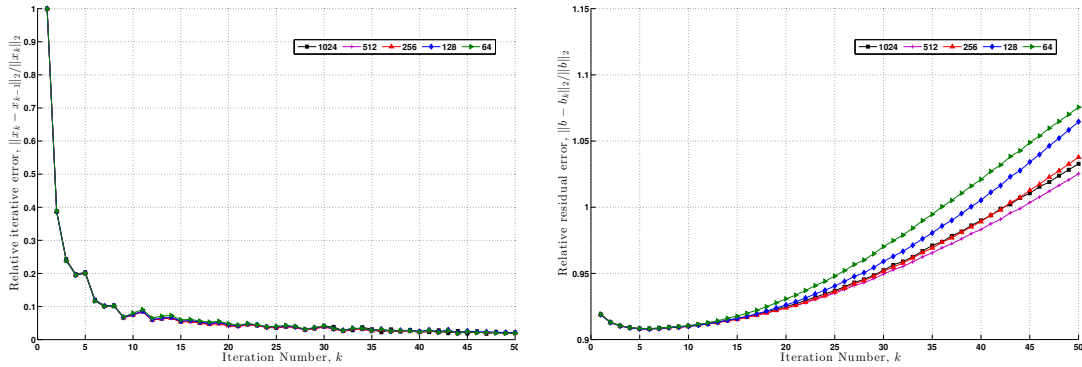 Relative iterative error, ||x_k − x_{k−1}||_2/||x_k||_2
1
0.9
0.8
0.7
0.6
0.5
0.4
0.3
0.2
0.1
0
1024 512 256 128 64
0 5 10 15 20 25 30 35 40 45 50
Iteration Number, k
Relative residual error, ||b − b_k||_2/||b||_2
1.15
1.1
1.05
1
0.95
0.9
1024 512 256 128 64
0 5 10 15 20 25 30 35 40 45 50
Iteration Number, k